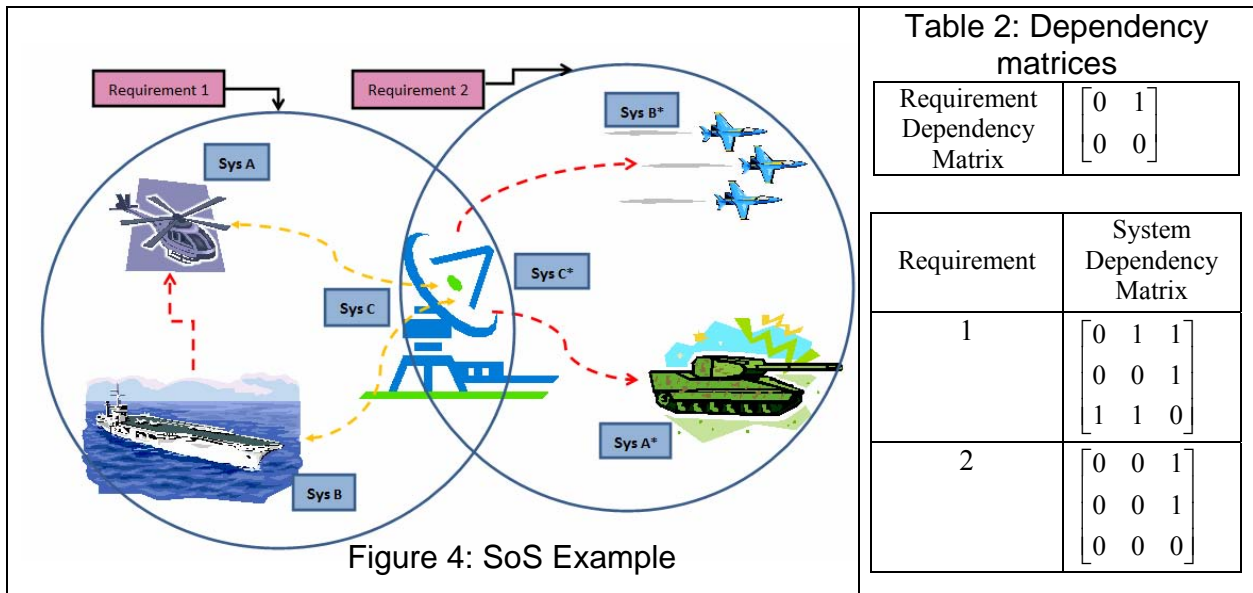 Requirement 1
Requirement 2
Sys A
Sys B*
Sys C*
Sys C
Sys A*
Sys B
Figure 4: SoS Example
Table 2: Dependency
matrices
Requirement
Dependency
Matrix
0 1
0 0
Requirement
System
Dependency
Matrix
1
0 1 1
0 0 1
1 1 0
2
0 0 1
0 0 1
0 0 0